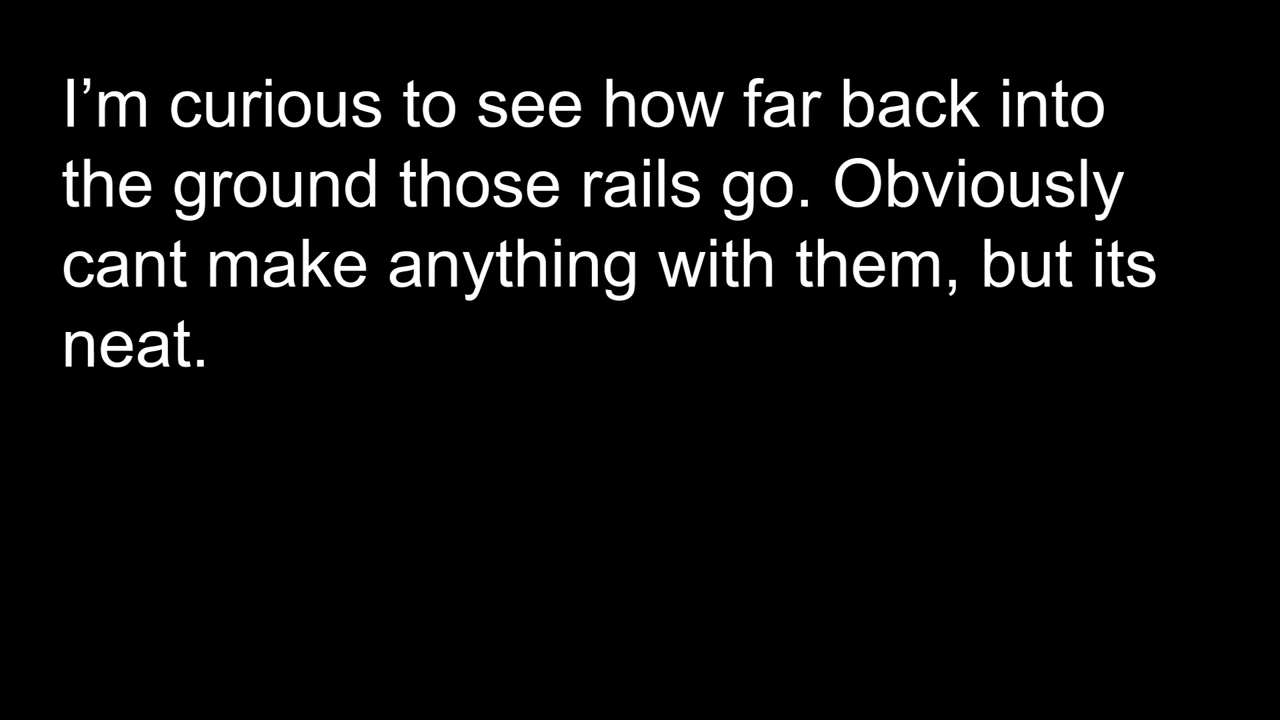 I’m curious to see how far back into
the ground those rails go. Obviously
cant make anything with them, but its
neat.